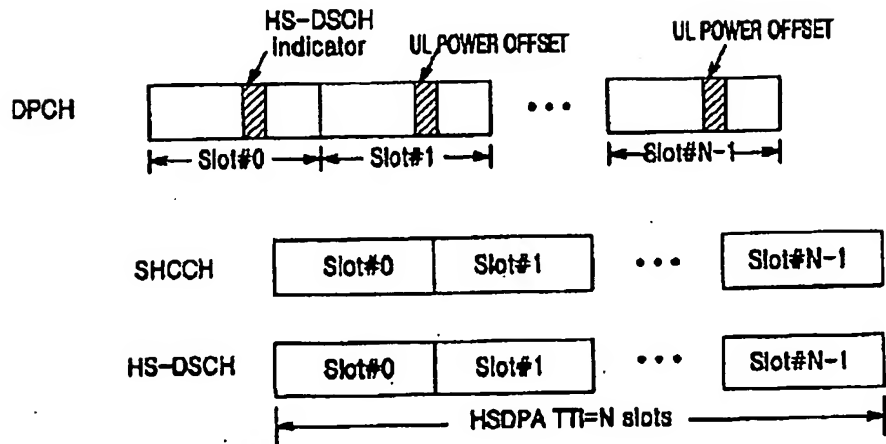 HS-DSCH
Indicator
UL POWER OFFSET
UL POWER OFFSET
DPCH
Slot#0
Slot#1
Slot#N-1
SHCCH
Slot#0
Slot#1
Slot#N-1
HS-DSCH
Slot#0
Slot#1
Slot#N-1
HSDPA TTI=N slots